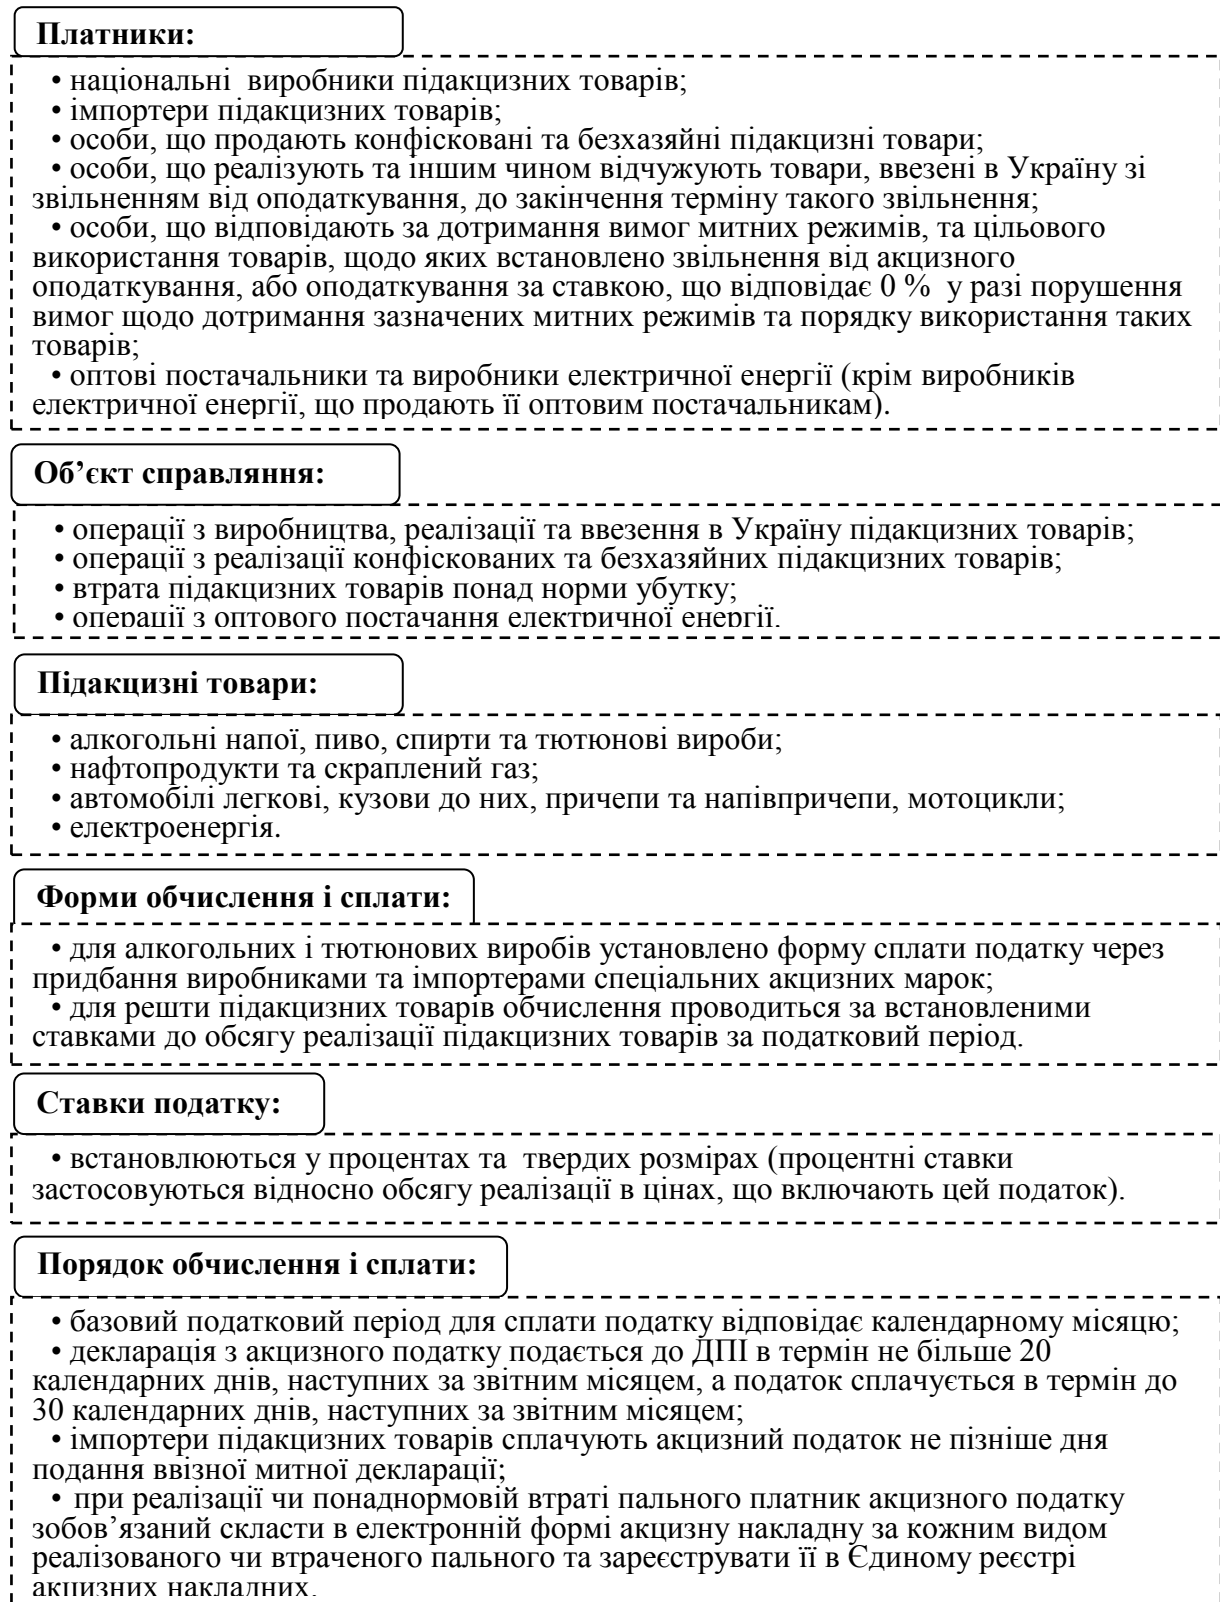 Платники:
• національні виробники підакцизних товарів;
• імпортери підакцизних товарів;
• особи, що продають конфісковані та безхазяйні підакцизні товари;
• особи, що реалізують та іншим чином відчужують товари, ввезені в Україну зі
звільненням від оподаткування, до закінчення терміну такого звільнення;
• особи, що відповідають за дотримання вимог митних режимів, та цільового
використання товарів, щодо яких встановлено звільнення від акцизного
оподаткування, або оподаткування за ставкою, що відповідає 0 % у разі порушення
вимог щодо дотримання зазначених митних режимів та порядку використання таких
товарів;
• оптові постачальники та виробники електричної енергії (крім виробників
електричної енергії, що продають її оптовим постачальникам).
Об’єкт справляння:
• операції з виробництва, реалізації та ввезення в Україну підакцизних товарів;
• операції з реалізації конфіскованих та безхазяйних підакцизних товарів;
• втрата підакцизних товарів понад норми убутку;
• операції з оптового постачання електричної енергії.
Підакцизні товари:
• алкогольні напої, пиво, спирти та тютюнові вироби;
• нафтопродукти та скраплений газ;
• автомобілі легкові, кузови до них, причепи та напівпричепи, мотоцикли;
• електроенергія.
Форми обчислення і сплати:
• для алкогольних і тютюнових виробів установлено форму сплати податку через
придбання виробниками та імпортерами спеціальних акцизних марок;
• для решти підакцизних товарів обчислення проводиться за встановленими
ставками до обсягу реалізації підакцизних товарів за податковий період.
Ставки податку:
• встановлюються у процентах та твердих розмірах (процентні ставки
застосовуються відносно обсягу реалізації в цінах, що включають цей податок).
Порядок обчислення і сплати:
• базовий податковий період для сплати податку відповідає календарному місяцю;
• декларація з акцизного податку подається до ДПІ в термін не більше 20
календарних днів, наступних за звітним місяцем, а податок сплачується в термін до
30 календарних днів, наступних за звітним місяцем;
• імпортери підакцизних товарів сплачують акцизний податок не пізніше дня
подання ввізної митної декларації;
• при реалізації чи понаднормовій втраті пального платник акцизного податку
зобов’язаний скласти в електронній формі акцизну накладну за кожним видом
реалізованого чи втраченого пального та зареєструвати її в Єдиному реєстрі
акцизних накладних.